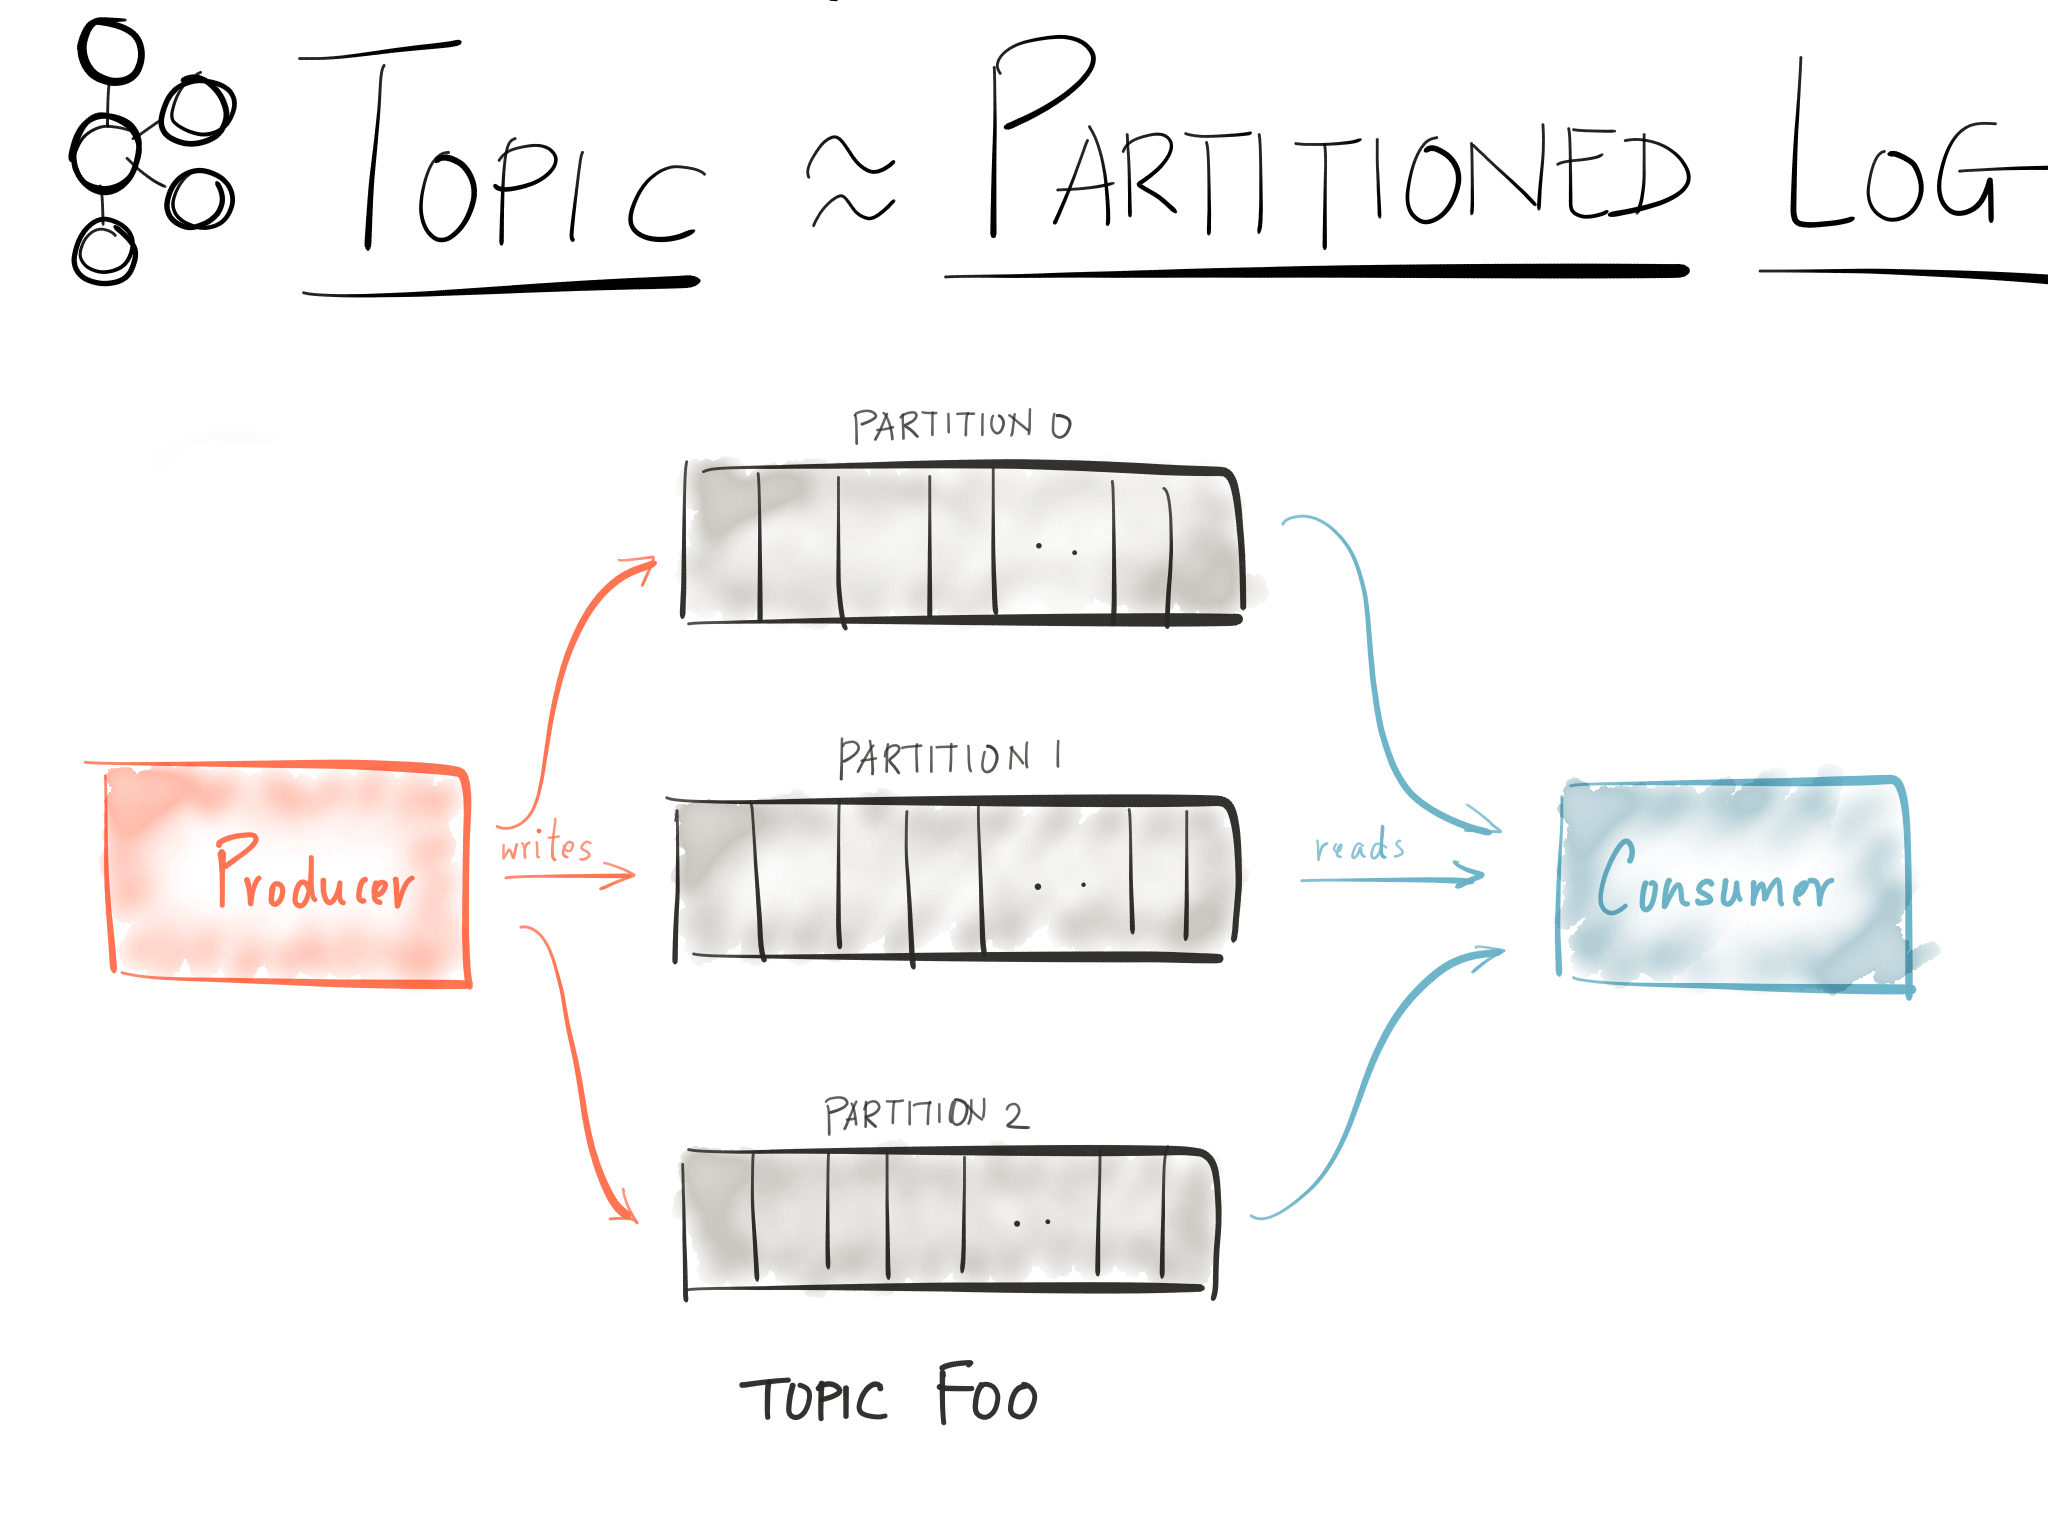 TOPIC ≈ PARTITIONED LOG
PARTITION 0
PARTITION 1
writes
reads
Producer
Consumer
PARTITION 2
TOPIC FOO